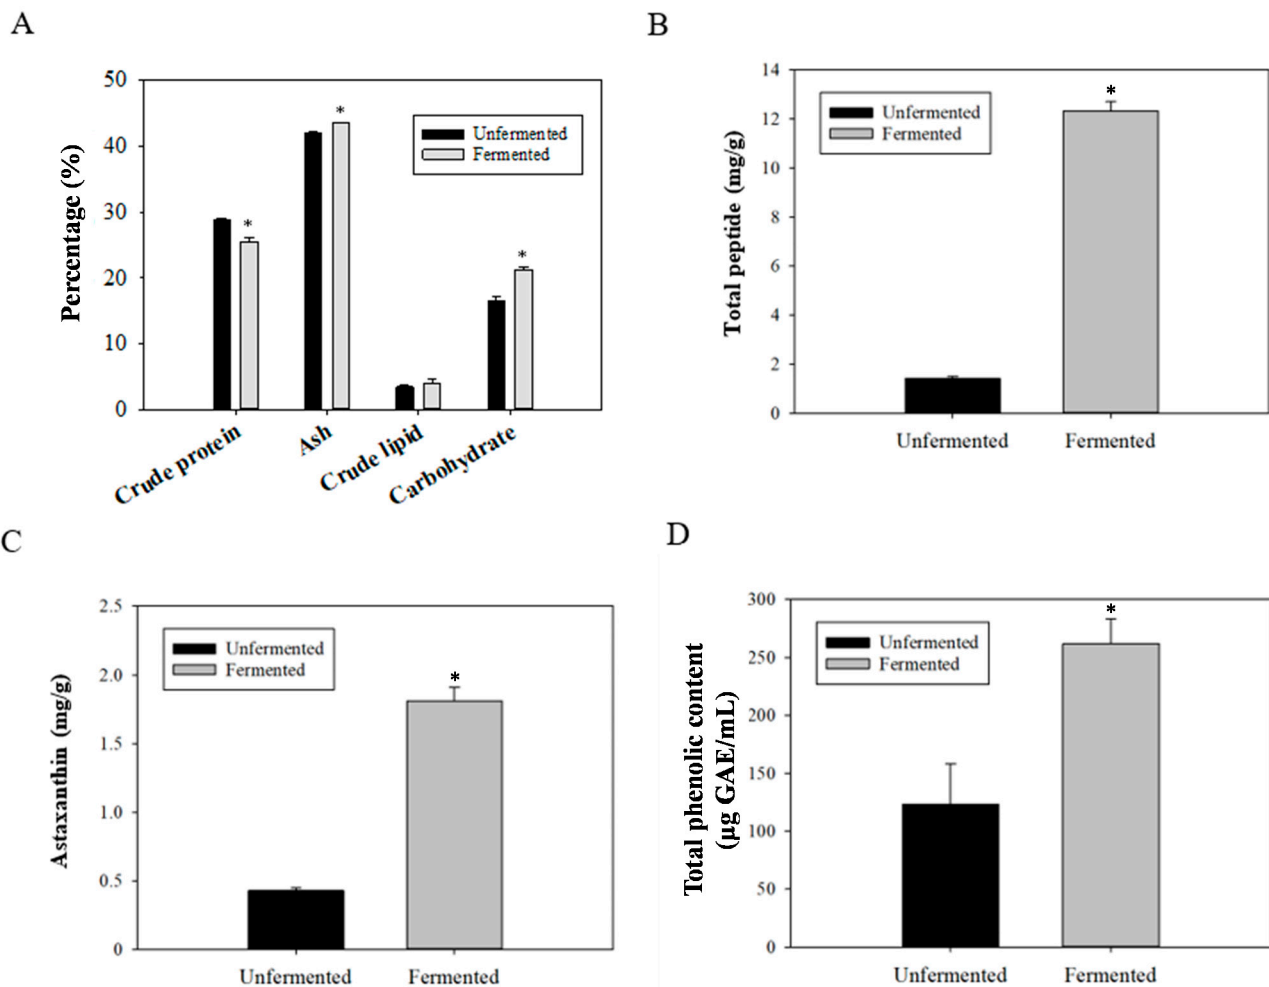 A
Percentage (%)
50
40
30
20
10
0
Unfermented
Fermented
*
*
*
Crude protein
Ash
Crude lipid
Carbohydrate
B
Total peptide (mg/g)
14
12
10
8
6
4
2
0
Unfermented
Fermented
*
Unfermented
Fermented
C
Astaxanthin (mg/g)
2.5
2.0
1.5
1.0
0.5
0
Unfermented
Fermented
*
Unfermented
Fermented
D
Total phenolic content
(µg GAE/mL)
300
250
200
150
100
50
0
Unfermented
Fermented
*
Unfermented
Fermented